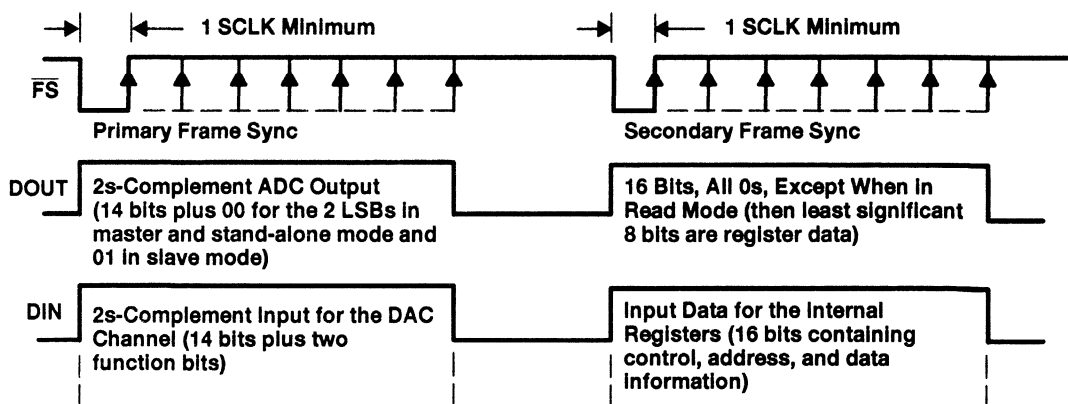 1 SCLK Minimum
1 SCLK Minimum
FS
Primary Frame Sync
Secondary Frame Sync
DOUT
2s-Complement ADC Output
(14 bits plus 00 for the 2 LSBs in
master and stand-alone mode and
01 in slave mode)
16 Bits, All 0s, Except When in
Read Mode (then least significant
8 bits are register data)
DIN
2s-Complement Input for the DAC
Channel (14 bits plus two
function bits)
Input Data for the Internal
Registers (16 bits containing
control, address, and data
information)